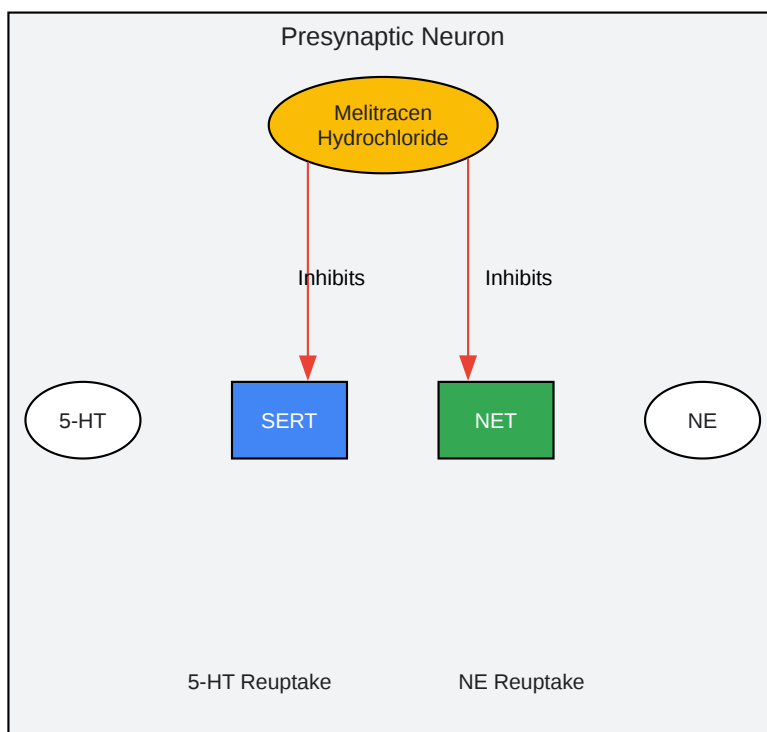 Presynaptic Neuron
Melitracen
Hydrochloride
Inhibits
Inhibits
5-HT
SERT
NET
NE
5-HT Reuptake
NE Reuptake